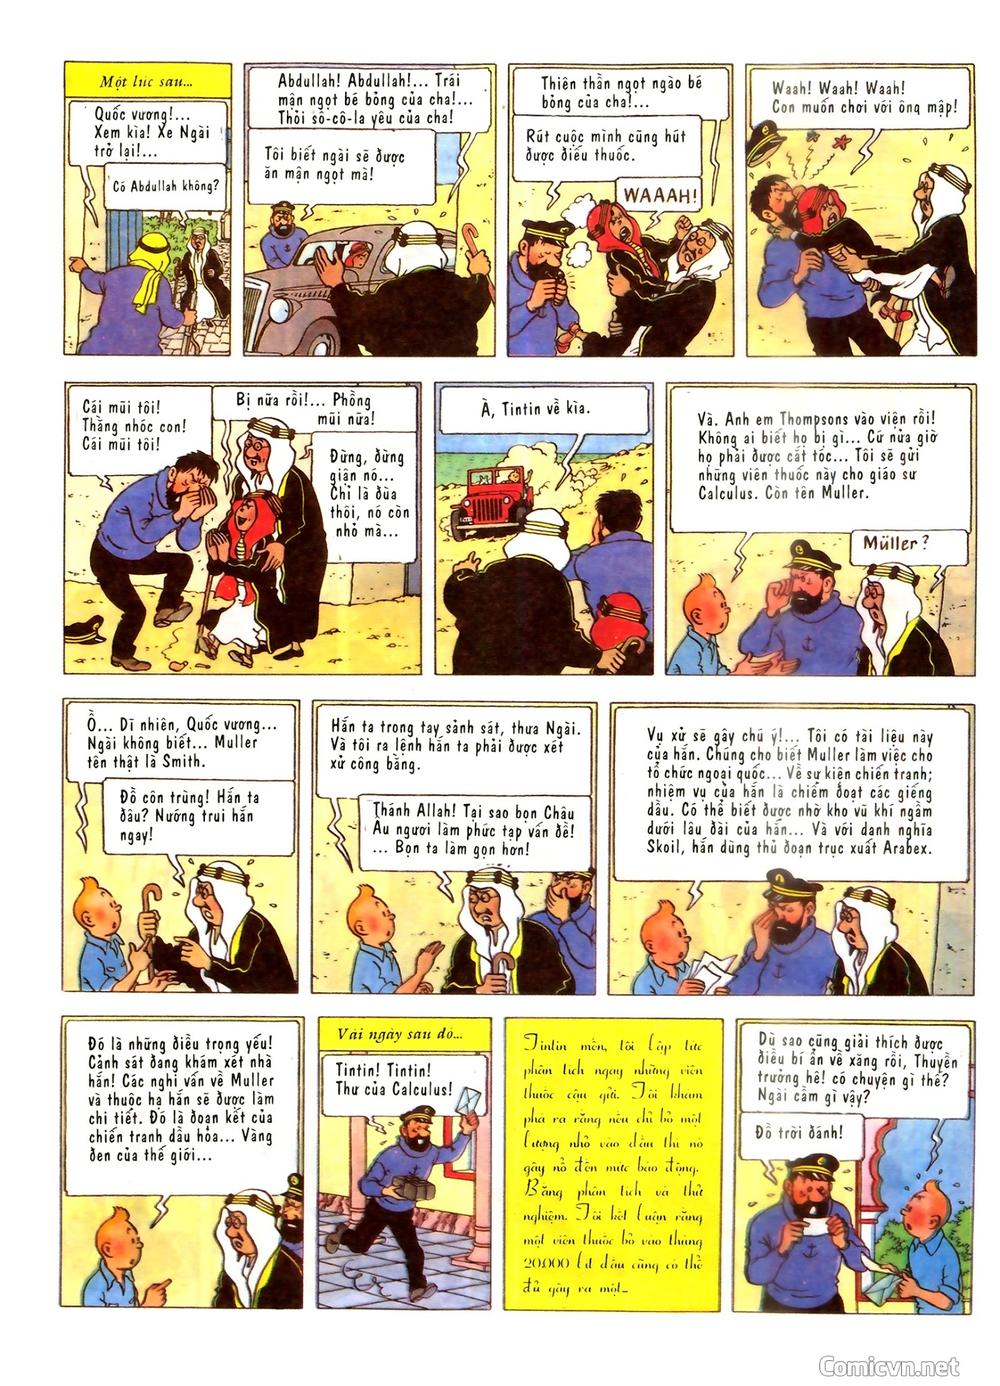 Một lúc sau...
Quốc vương!...
Xem kìa! Xe Ngài
trở lại!...
Có Abdullah không?
Abdullah! Abdullah!... Trái
mận ngọt bé bỏng của cha!...
Thỏi sô-cô-la yêu của cha!
Tôi biết ngài sẽ được
ăn mận ngọt mà!
Thiên thần ngọt ngào bé
bỏng của cha!...
Rút cuộc mình cũng hút
được điếu thuốc.
WAAAH!
Waah! Waah! Waah!
Con muốn chơi với ông mập!
Cái mũi tôi!
Thằng nhóc con!
Cái mũi tôi!
Bị nữa rồi!... Phồng
mũi nữa!
Đừng, đừng
giận nó...
Chỉ là đùa
thôi, nó còn
nhỏ mà...
À, Tintin về kìa.
Và. Anh em Thompsons vào viện rồi!
Không ai biết họ bị gì... Cứ nửa giờ
họ phải được cắt tóc... Tôi sẽ gửi
những viên thuốc này cho giáo sư
Calculus. Còn tên Muller.
Müller?
Ồ... Dĩ nhiên, Quốc vương...
Ngài không biết... Muller
tên thật là Smith.
Đồ côn trùng! Hắn ta
đâu? Nướng trui hắn
ngay!
Hắn ta trong tay sảnh sát, thưa Ngài.
Và tôi ra lệnh hắn ta phải được xét
xử công bằng.
Thánh Allah! Tại sao bọn Châu
Âu ngươi làm phức tạp vấn đề!
... Bọn ta làm gọn hơn!
Vụ xử sẽ gây chú ý!... Tôi có tài liệu này
của hắn. Chúng cho biết Muller làm việc cho
tổ chức ngoại quốc... Về sự kiện chiến tranh;
nhiệm vụ của hắn là chiếm đoạt các giếng
dầu. Có thể biết được nhờ kho vũ khí ngầm
dưới lâu đài của hắn... Và với danh nghĩa
Skoil, hắn dùng thủ đoạn trục xuất Arabex.
Đó là những điều trọng yếu!
Cảnh sát đang khám xét nhà
hắn! Các nghi vấn về Muller
và thuộc hạ hắn sẽ được làm
chi tiết. Đó là đoạn kết của
chiến tranh dầu hỏa... Vàng
đen của thế giới...
Vài ngày sau đó...
Tintin! Tintin!
Thư của Calculus!
Tintin mến, tôi lập tức
phân tích ngay những viên
thuốc cậu gửi. Tôi khám
phá ra rằng nếu chỉ bỏ một
lượng nhỏ vào dầu thì nó
gây nổ đến mức báo động.
Bằng phân tích và thử
nghiệm. Tôi kết luận rằng
một viên thuốc bỏ vào thùng
20.000 lít dầu cũng có thể
đủ gây ra một...
Dù sao cũng giải thích được
điều bí ẩn về xăng rồi, Thuyền
trưởng hê! có chuyện gì thế?
Ngài cầm gì vậy?
Đồ trời đánh!
Comicvn.net